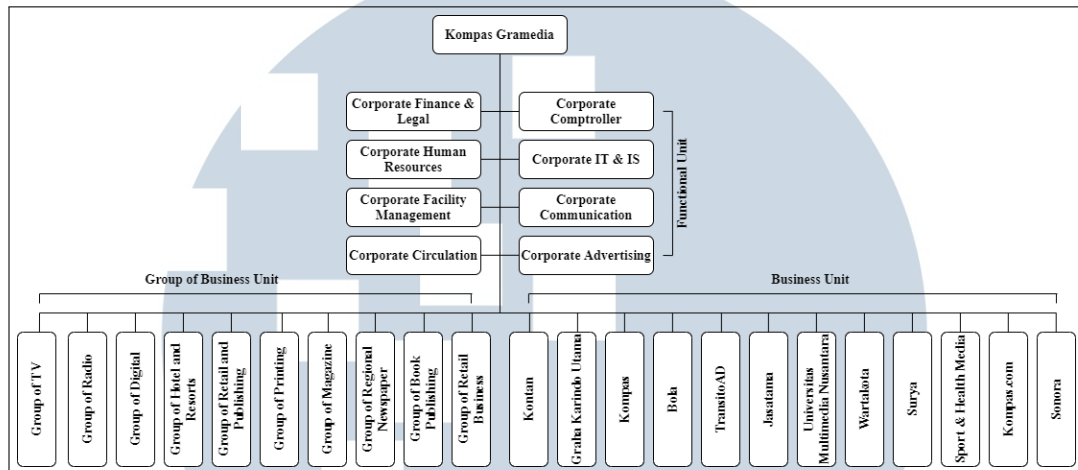 Kompas Gramedia
Corporate Finance &
Legal
Corporate
Comptroller
Corporate Human
Resources
Corporate IT & IS
Corporate Facility
Management
Corporate
Communication
Corporate Circulation
Corporate Advertising
Functional Unit
Group of Business Unit
Business Unit
Group of TV
Group of Radio
Group of Digital
Group of Hotel and
Resorts
Group of Retail and
Publishing
Group of Printing
Group of Magazine
Group of Regional
Newspaper
Group of Book
Publishing
Group of Retail
Business
Kontan
Graha Karindo Utama
Kompas
Bola
TransitoAD
Jasatama
Universitas
Multimedia Nusantara
Wartakota
Surya
Sport & Health Media
Kompas.com
Sonora